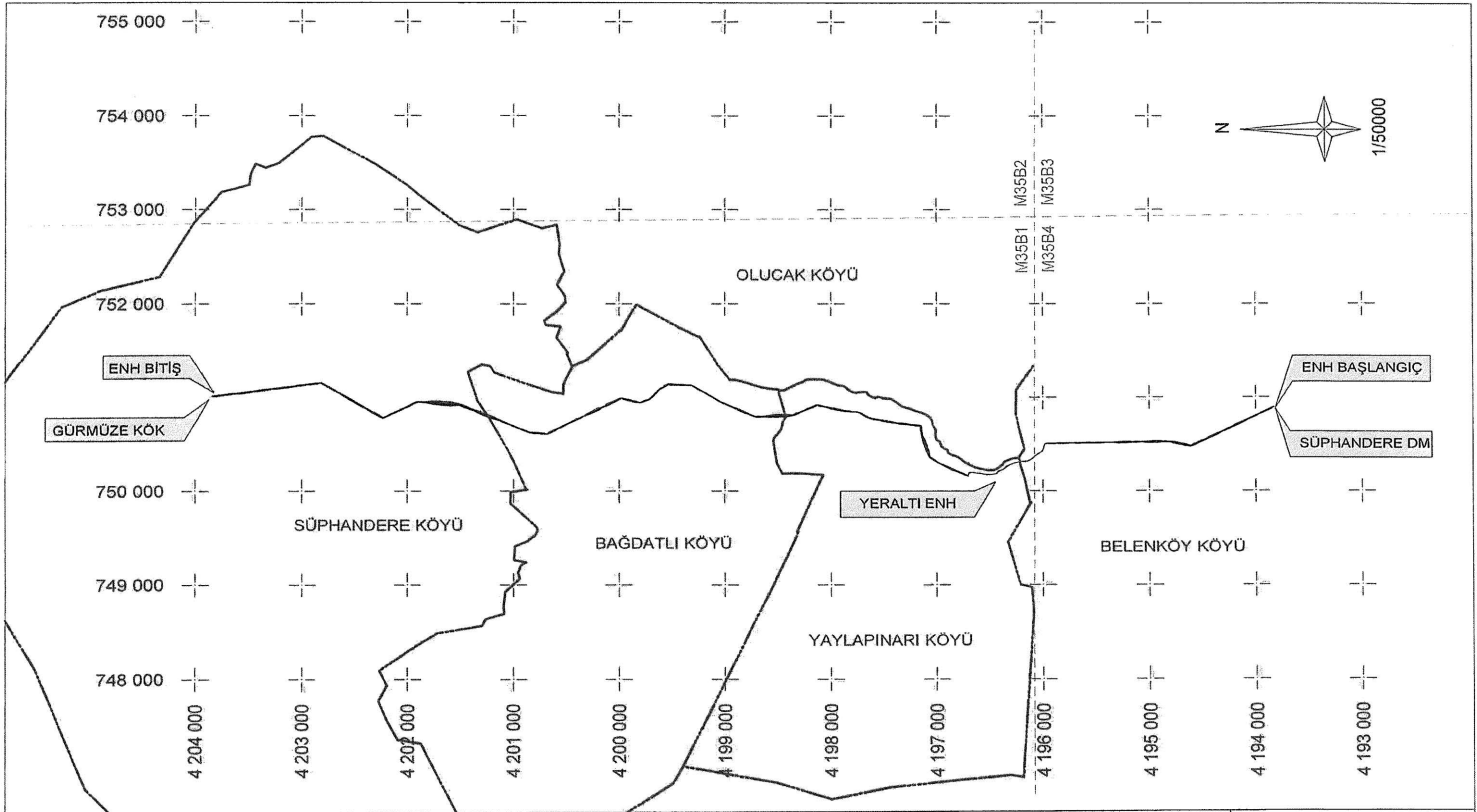 755 000
754 000
N
1/50000
753 000
M35B2
M35B3
M35B1
M35B4
OLUCAK KÖYÜ
752 000
ENH BİTİŞ
ENH BAŞLANGIÇ
GÜRMÜZE KÖK
SÜPHANDERE DM
750 000
YERALTI ENH
SÜPHANDERE KÖYÜ
BAĞDATLI KÖYÜ
BELENKÖY KÖYÜ
749 000
YAYLAPINARI KÖYÜ
748 000
4 204 000
4 203 000
4 202 000
4 201 000
4 200 000
4 199 000
4 198 000
4 197 000
4 196 000
4 195 000
4 194 000
4 193 000